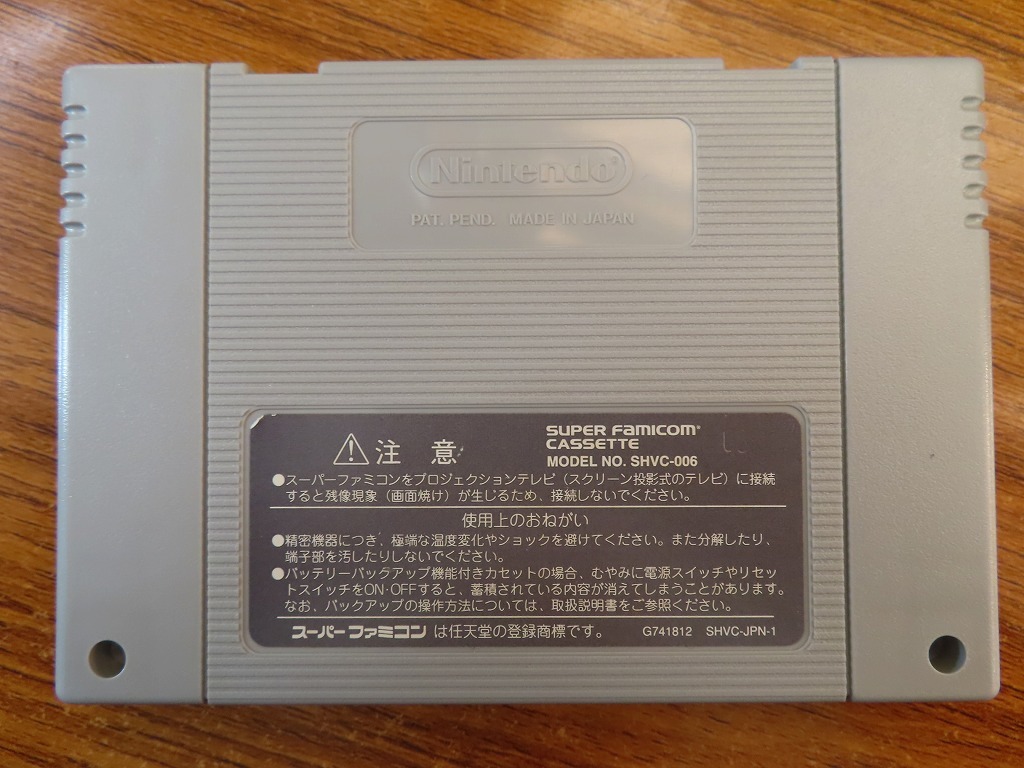 Nintendo®
PAT. PEND. MADE IN JAPAN
⚠注 意
SUPER FAMICOM®
CASSETTE
MODEL NO. SHVC-006
●スーパーファミコンをプロジェクションテレビ（スクリーン投影式のテレビ）に接続
すると残像現象（画面焼け）が生じるため、接続しないでください。
使用上のおねがい
●精密機器につき、極端な温度変化やショックを避けてください。また分解したり、
端子部を汚したりしないでください。
●バッテリーバックアップ機能付きカセットの場合、むやみに電源スイッチやリセッ
トスイッチをON・OFFすると、蓄積されている内容が消えてしまうことがあります。
なお、バックアップの操作方法については、取扱説明書をご参照ください。
スーパーファミコン は任天堂の登録商標です。 G741812 SHVC-JPN-1